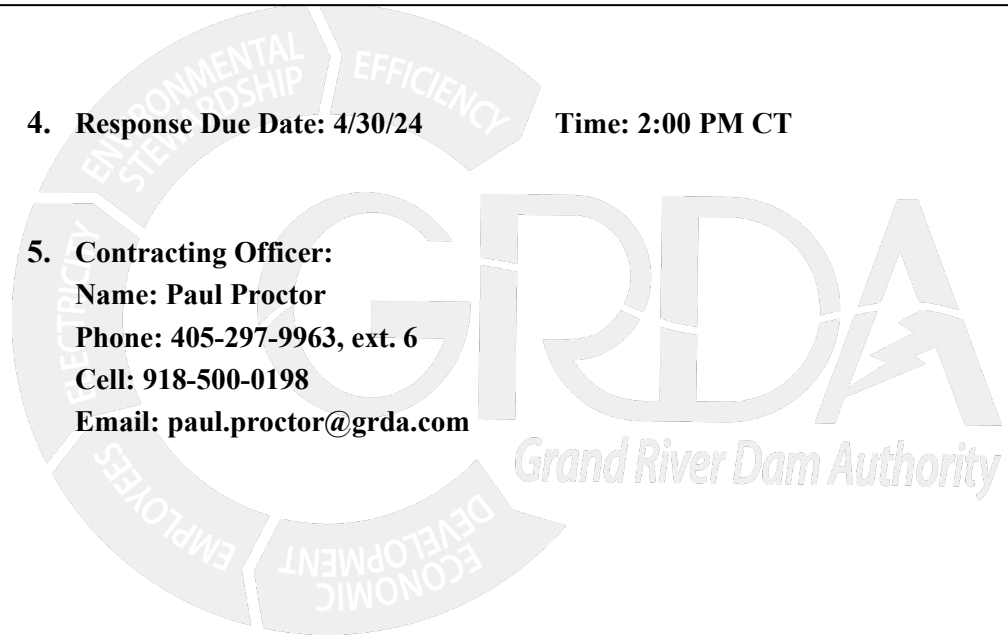 ENVIRONMENTAL
STEWARDSHIP
EFFICIENCY
4. Response Due Date: 4/30/24 Time: 2:00 PM CT
5. Contracting Officer:
Name: Paul Proctor
Phone: 405-297-9963, ext. 6
Cell: 918-500-0198
Email: paul.proctor@grda.com
ELECTRICITY
GRDA
Grand River Dam Authority
EMPLOYEES
ECONOMIC
DEVELOPMENT